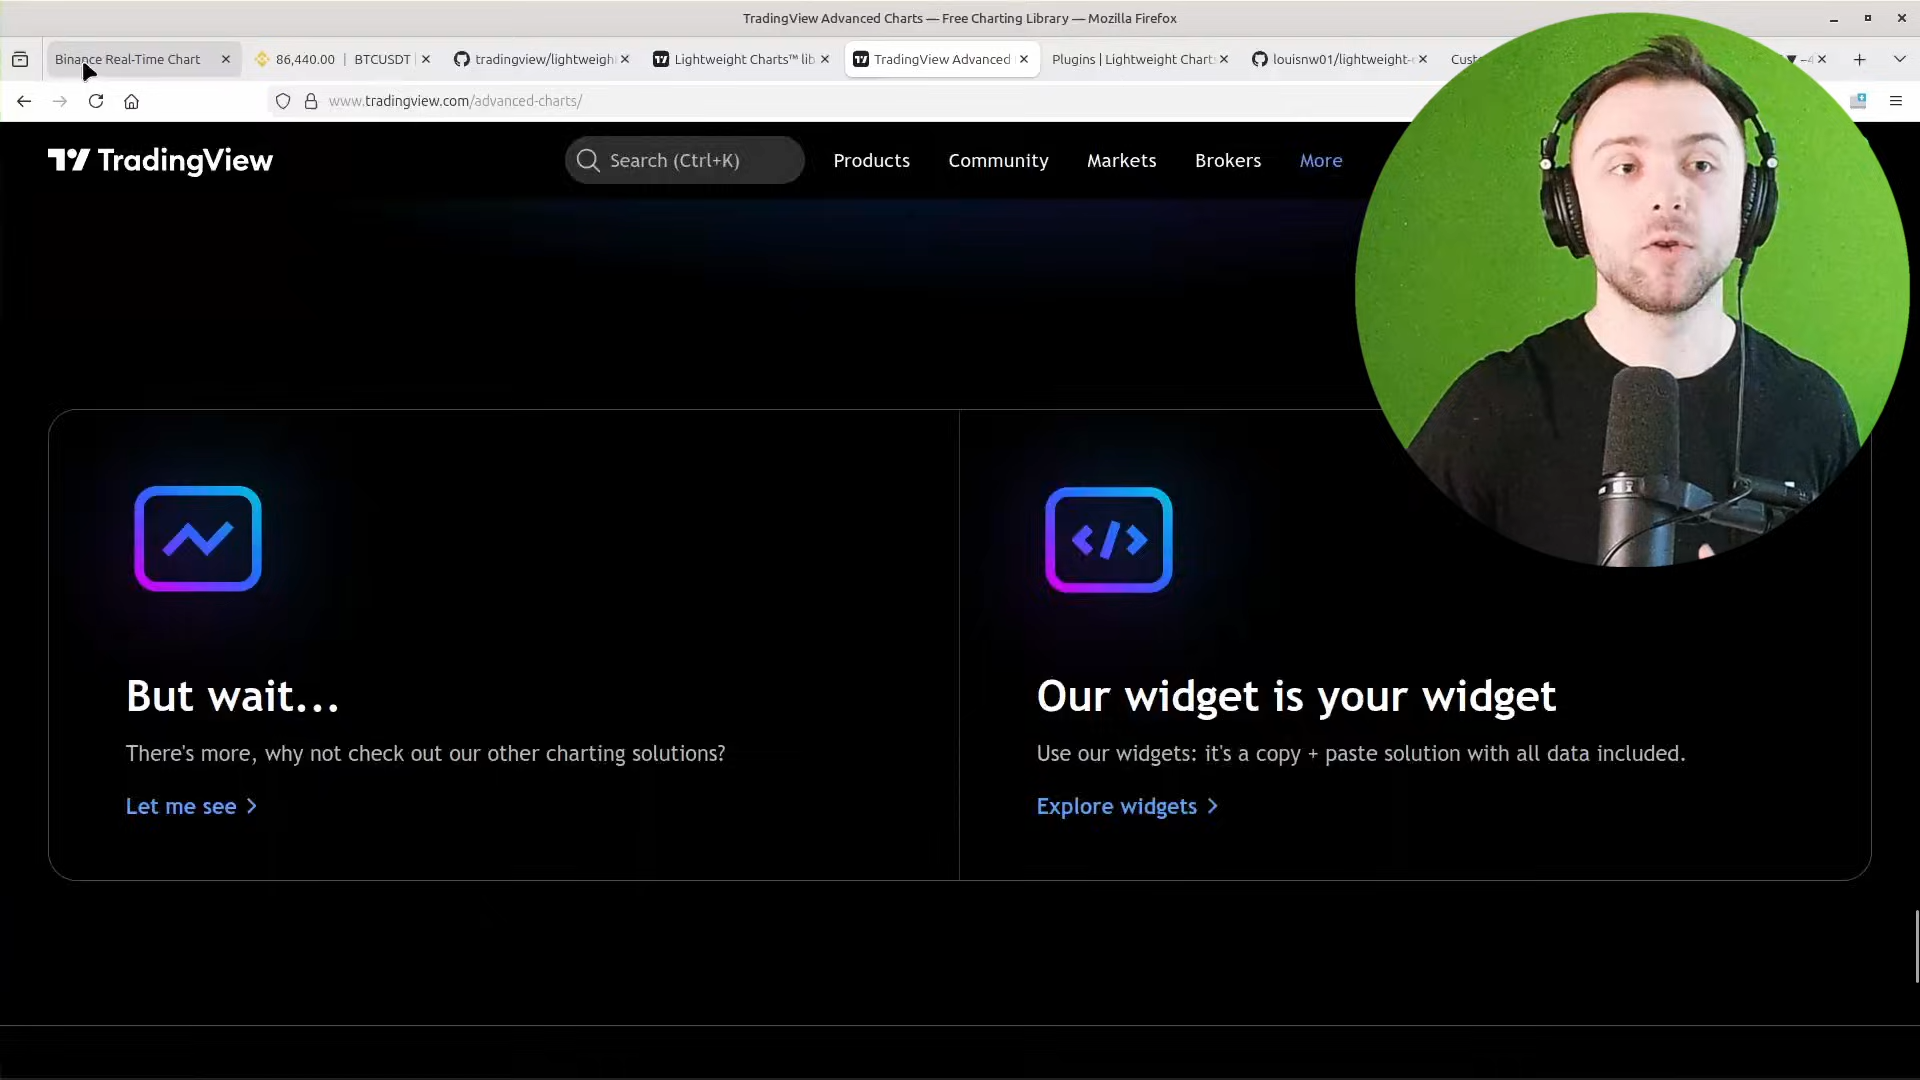 TradingView Advanced Charts — Free Charting Library — Mozilla Firefox
Binance Real-Time Chart
86,440.00 | BTCUSDT
tradingview/lightweigh
Lightweight Charts™ lib
TradingView Advanced
Plugins | Lightweight Chart
louisnw01/lightweight-
www.tradingview.com/advanced-charts/
TradingView
Search (Ctrl+K)
Products
Community
Markets
Brokers
More
But wait...
There's more, why not check out our other charting solutions?
Let me see
Our widget is your widget
Use our widgets: it's a copy + paste solution with all data included.
Explore widgets